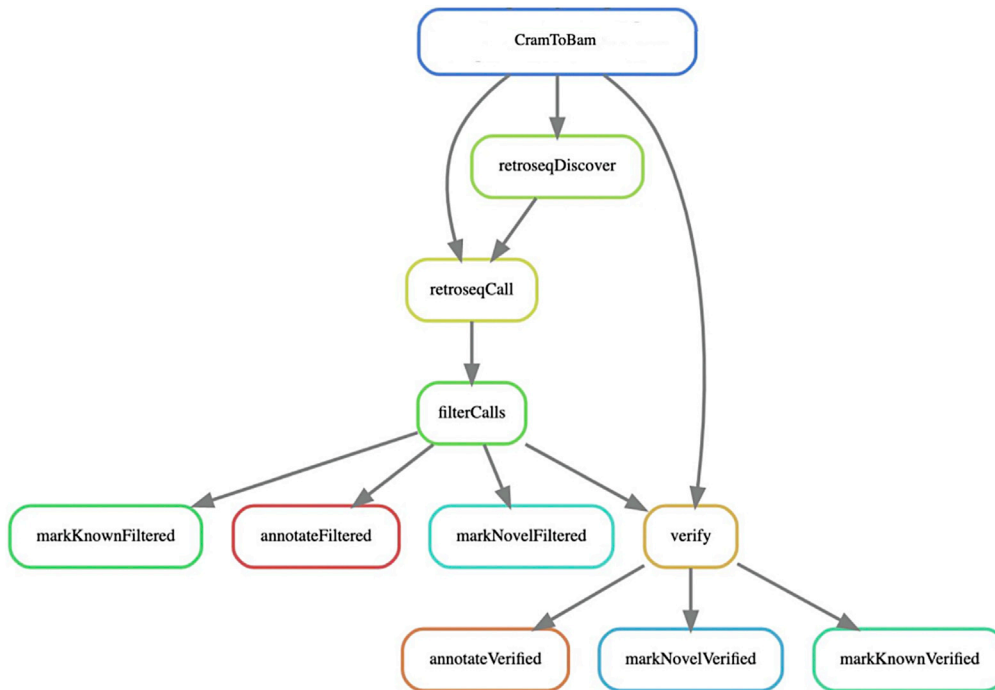 CramToBam
retroseqDiscover
retroseqCall
filterCalls
markKnownFiltered
annotateFiltered
markNovelFiltered
verify
annotateVerified
markNovelVerified
markKnownVerified